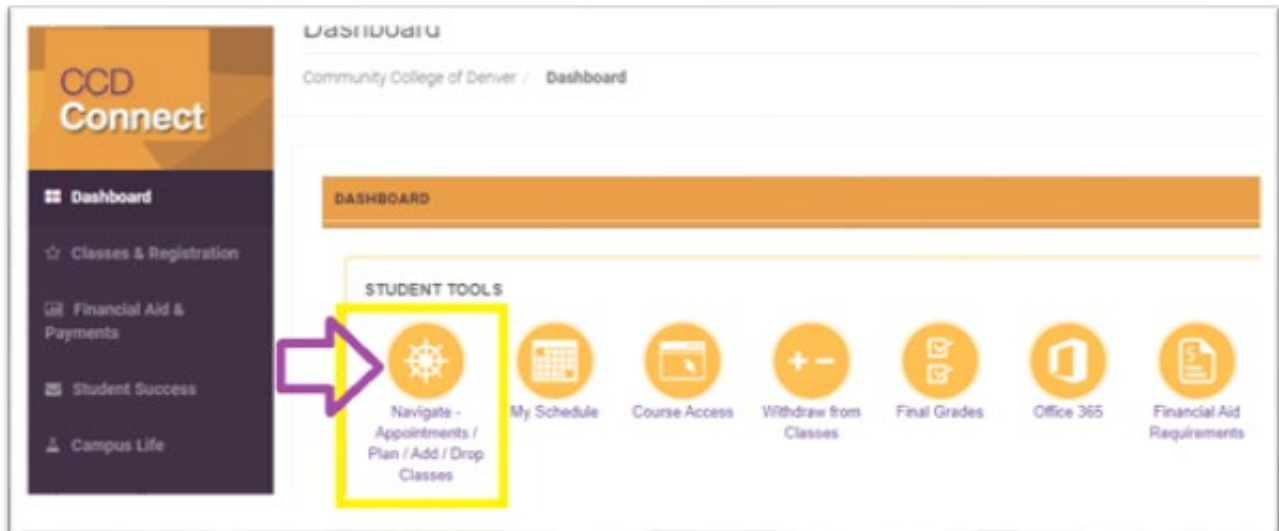 Dashboard
CCD
Connect
Community College of Denver / Dashboard
Dashboard
Classes & Registration
Financial Aid &
Payments
Student Success
Campus Life
DASHBOARD
STUDENT TOOLS
Navigate -
Appointments /
Plan / Add / Drop
Classes
My Schedule
Course Access
Withdraw from
Classes
Final Grades
Office 365
Financial Aid
Requirements